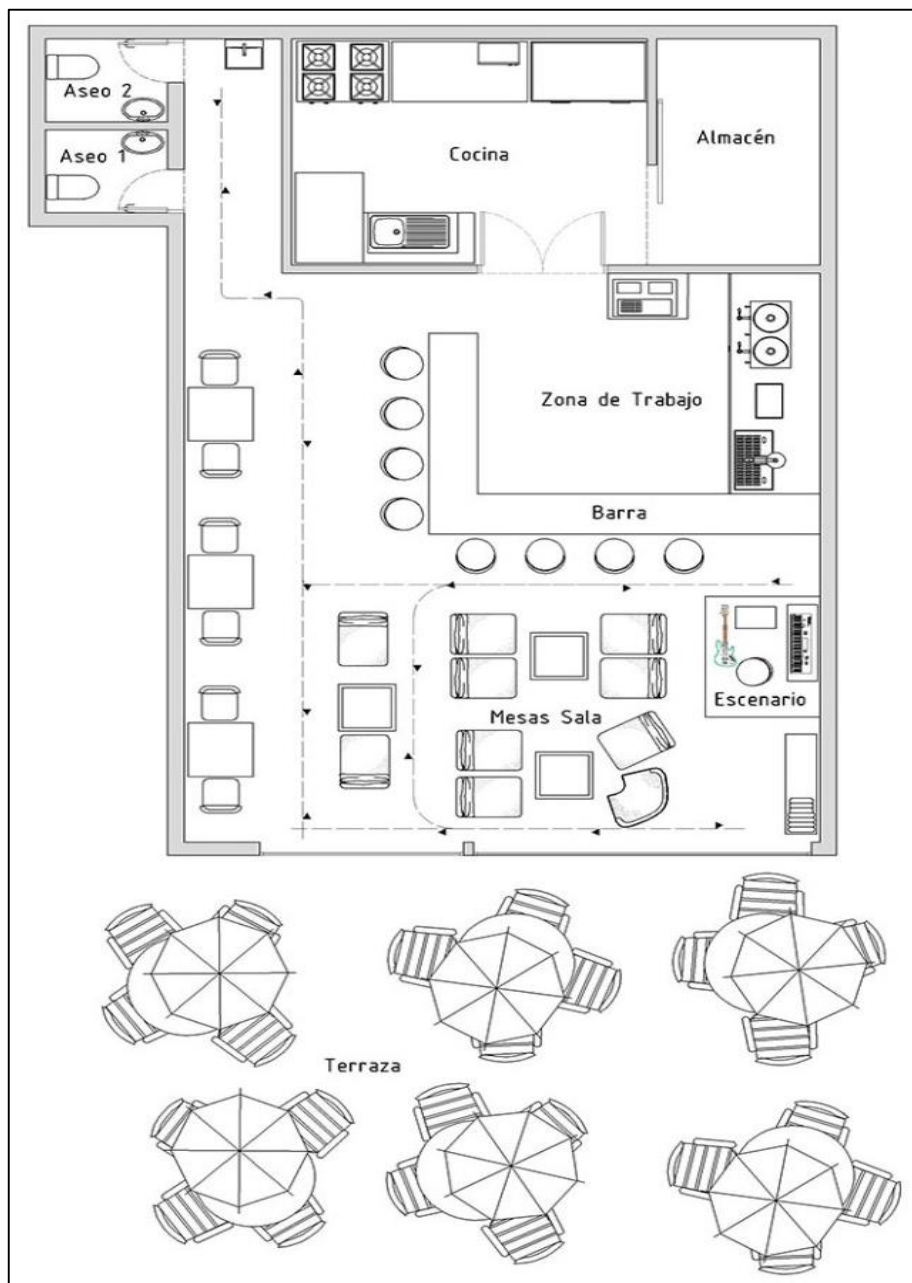 Aseo 2
Aseo 1
Cocina
Almacén
Zona de Trabajo
Barra
Escenario
Mesas Sala
Terraza